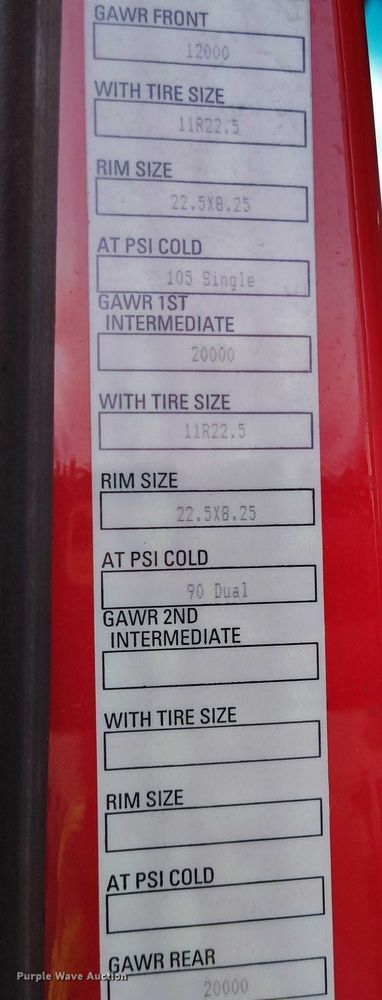 GAWR FRONT
12000
WITH TIRE SIZE
11R22.5
RIM SIZE
22.5X8.25
AT PSI COLD
105 Single
GAWR 1ST
INTERMEDIATE
20000
WITH TIRE SIZE
11R22.5
RIM SIZE
22.5X8.25
AT PSI COLD
90 Dual
GAWR 2ND
INTERMEDIATE
WITH TIRE SIZE
RIM SIZE
AT PSI COLD
GAWR REAR
20000
Purple Wave Auction